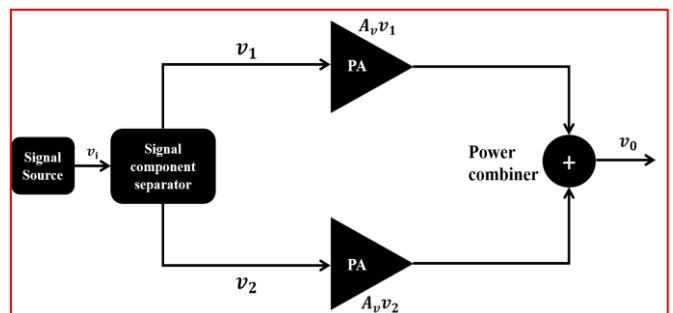 A_v v_1
v_1
PA
Signal
Source
v_i
Signal
component
separator
Power
combiner
+
v_0
PA
v_2
A_v v_2